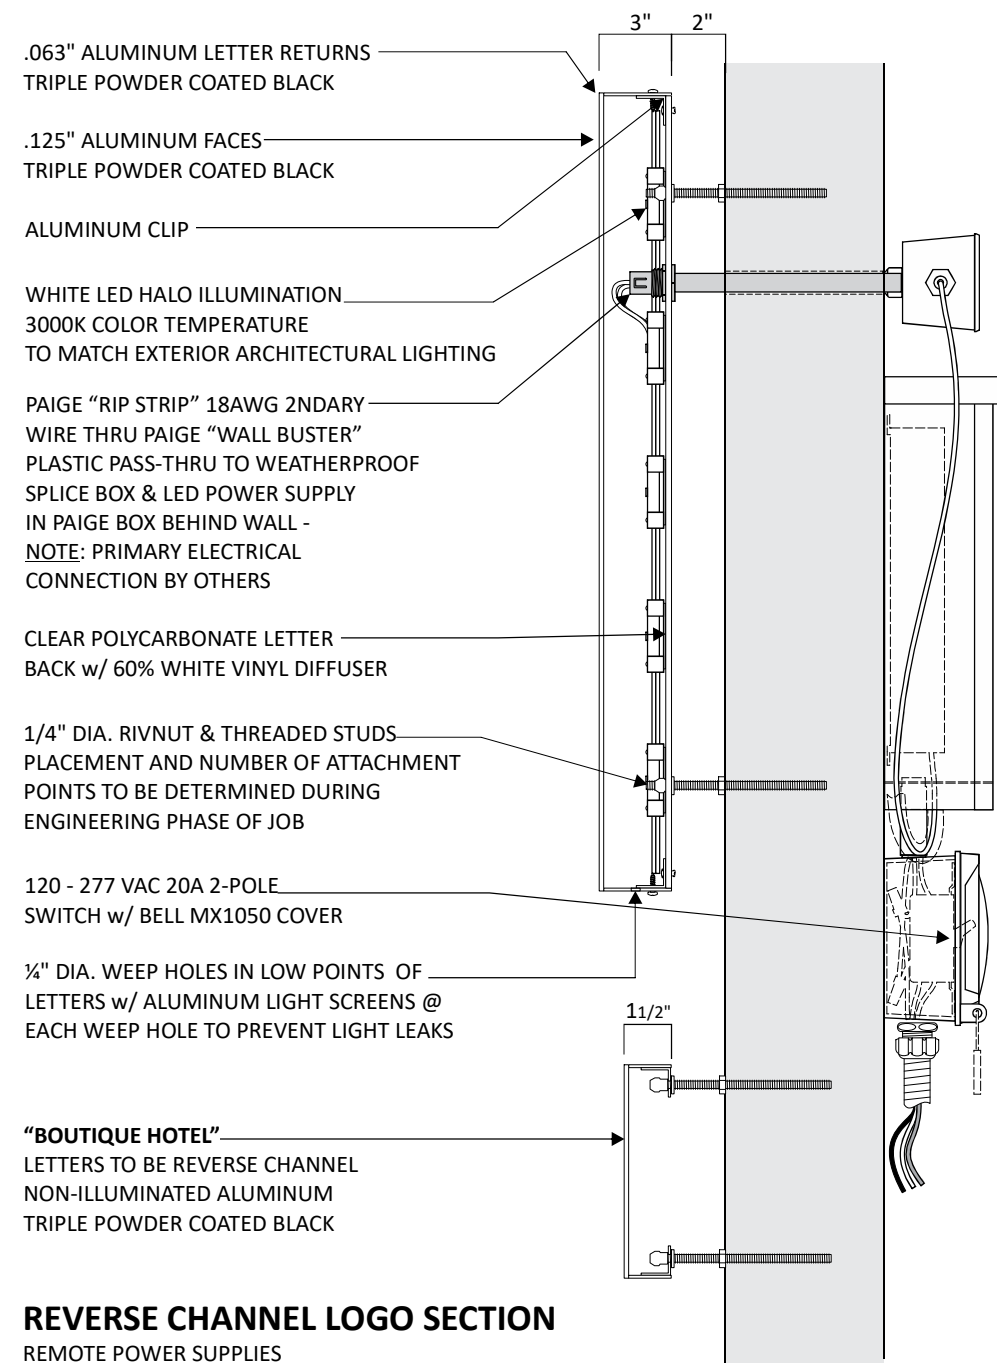 3" 2"
.063" ALUMINUM LETTER RETURNS
TRIPLE POWDER COATED BLACK
.125" ALUMINUM FACES
TRIPLE POWDER COATED BLACK
ALUMINUM CLIP
WHITE LED HALO ILLUMINATION
3000K COLOR TEMPERATURE
TO MATCH EXTERIOR ARCHITECTURAL LIGHTING
PAIGE “RIP STRIP” 18AWG 2NDARY
WIRE THRU PAIGE “WALL BUSTER”
PLASTIC PASS-THRU TO WEATHERPROOF
SPLICE BOX & LED POWER SUPPLY
IN PAIGE BOX BEHIND WALL -
NOTE: PRIMARY ELECTRICAL
CONNECTION BY OTHERS
CLEAR POLYCARBONATE LETTER
BACK w/ 60% WHITE VINYL DIFFUSER
1/4" DIA. RIVNUT & THREADED STUDS
PLACEMENT AND NUMBER OF ATTACHMENT
POINTS TO BE DETERMINED DURING
ENGINEERING PHASE OF JOB
120 - 277 VAC 20A 2-POLE
SWITCH w/ BELL MX1050 COVER
¼" DIA. WEEP HOLES IN LOW POINTS OF
LETTERS w/ ALUMINUM LIGHT SCREENS @
EACH WEEP HOLE TO PREVENT LIGHT LEAKS
11/2"
“BOUTIQUE HOTEL”
LETTERS TO BE REVERSE CHANNEL
NON-ILLUMINATED ALUMINUM
TRIPLE POWDER COATED BLACK
REVERSE CHANNEL LOGO SECTION
REMOTE POWER SUPPLIES